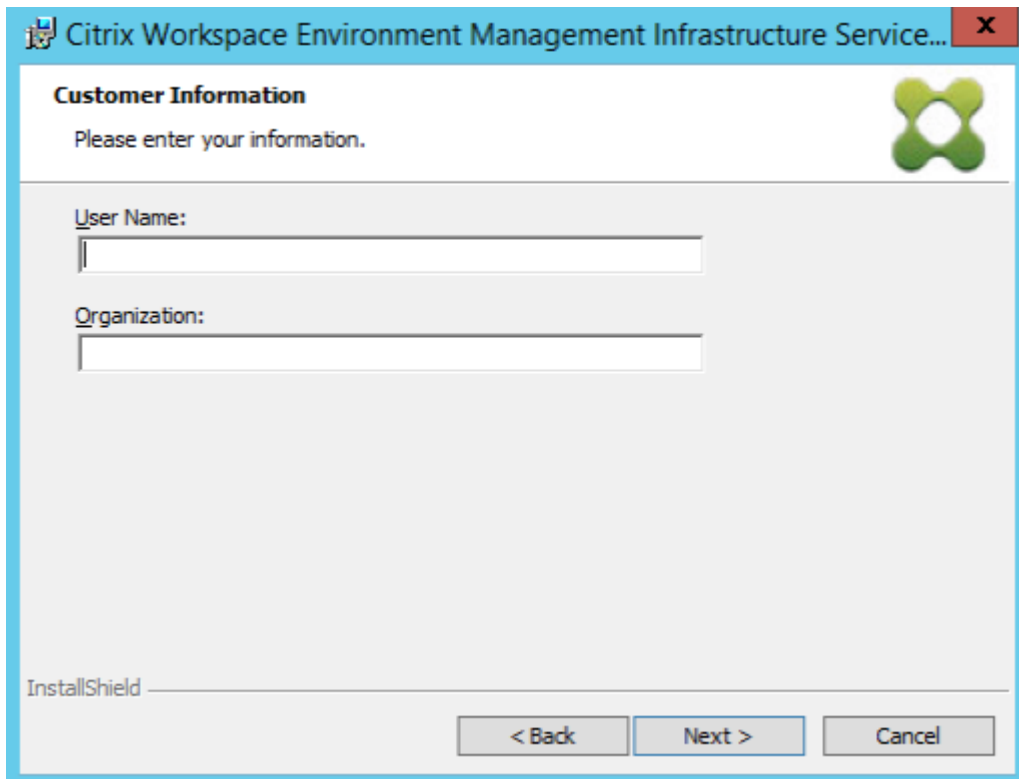 Citrix Workspace Environment Management Infrastructure Service...
x
Customer Information
Please enter your information.
User Name:
Organization:
InstallShield
< Back Next > Cancel